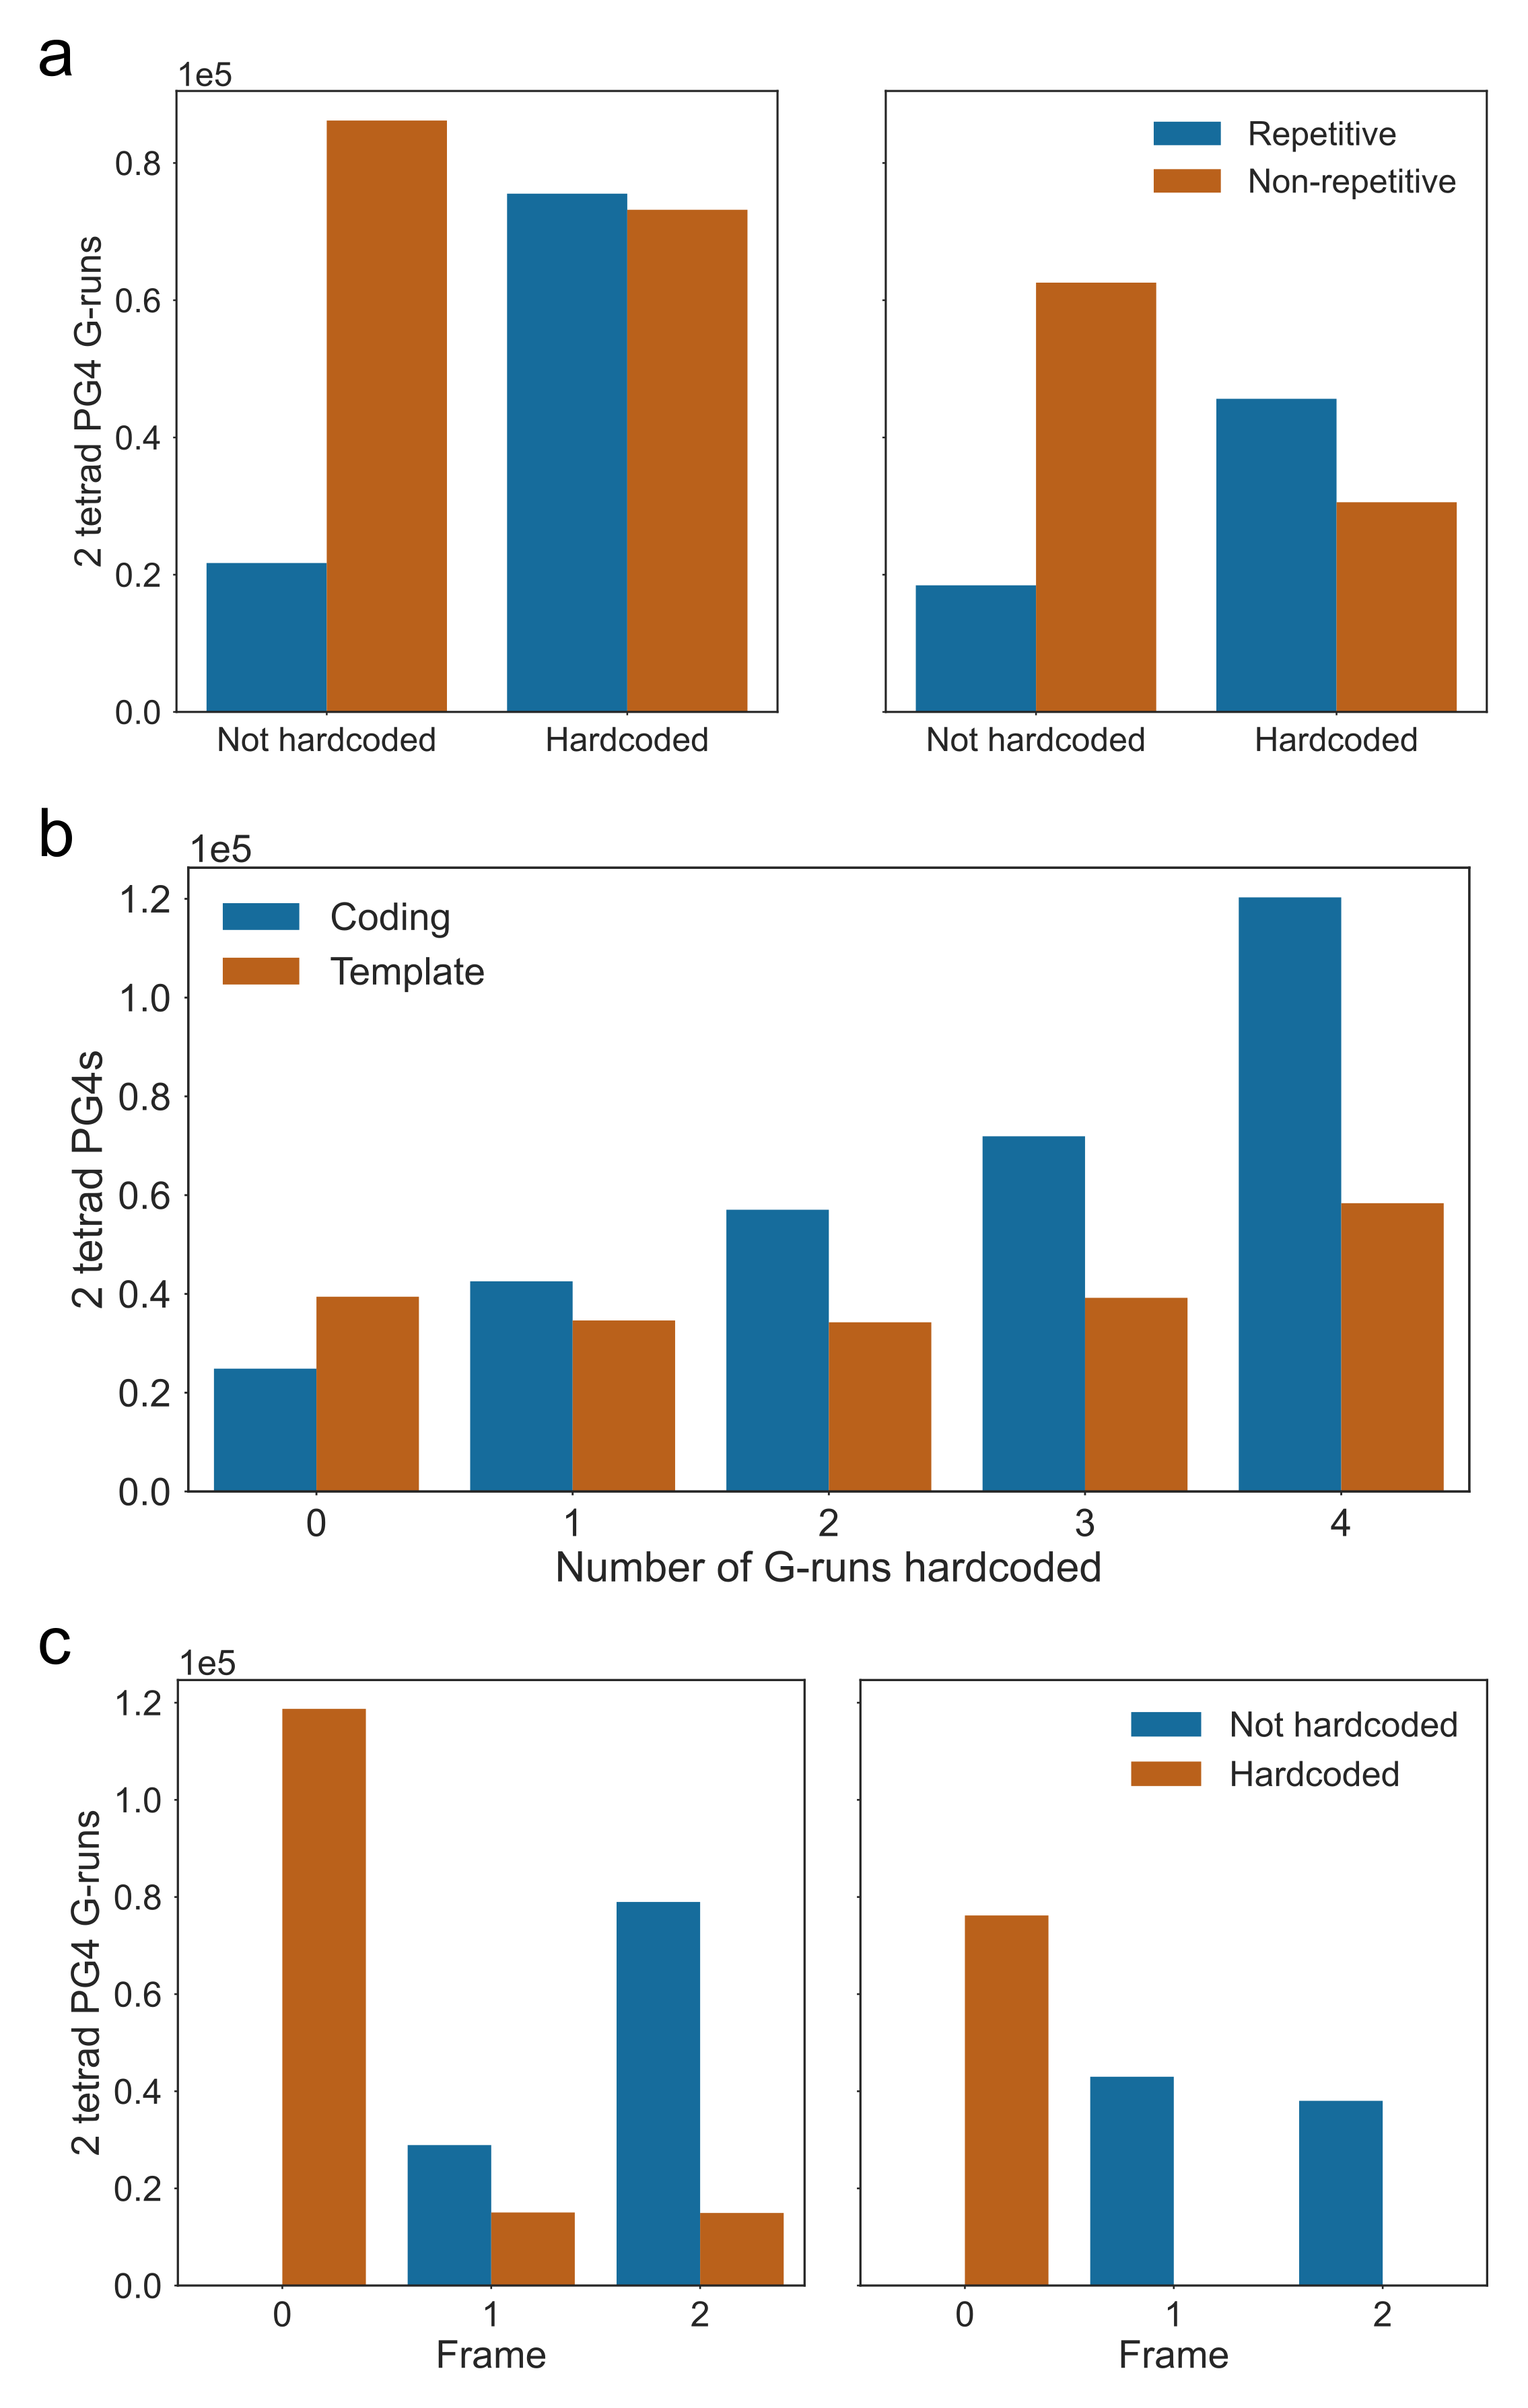 a
1e5
0.8
0.6
0.4
0.2
0.0
2 tetrad PG4 G-runs
Not hardcoded
Hardcoded
Repetitive
Non-repetitive
Not hardcoded
Hardcoded
b
1e5
1.2
1.0
0.8
0.6
0.4
0.2
0.0
2 tetrad PG4s
Coding
Template
0
1
2
3
4
Number of G-runs hardcoded
c
1e5
1.2
1.0
0.8
0.6
0.4
0.2
0.0
2 tetrad PG4 G-runs
0
1
2
Frame
Not hardcoded
Hardcoded
0
1
2
Frame